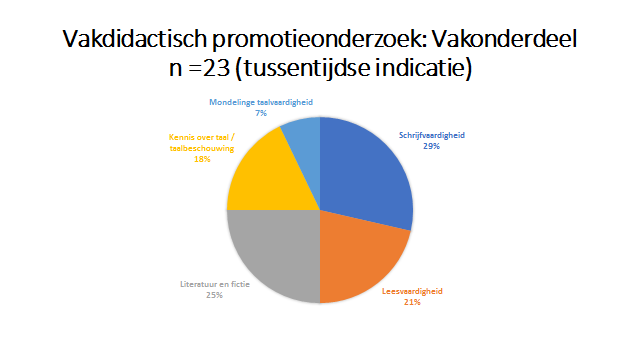 Vakdidactisch promotieonderzoek: Vakonderdeel
n =23 (tussentijdse indicatie)
Mondelinge taalvaardigheid
7%
Schrijfvaardigheid
29%
Kennis over taal /
taalbeschouwing
18%
Literatuur en fictie
25%
Leesvaardigheid
21%